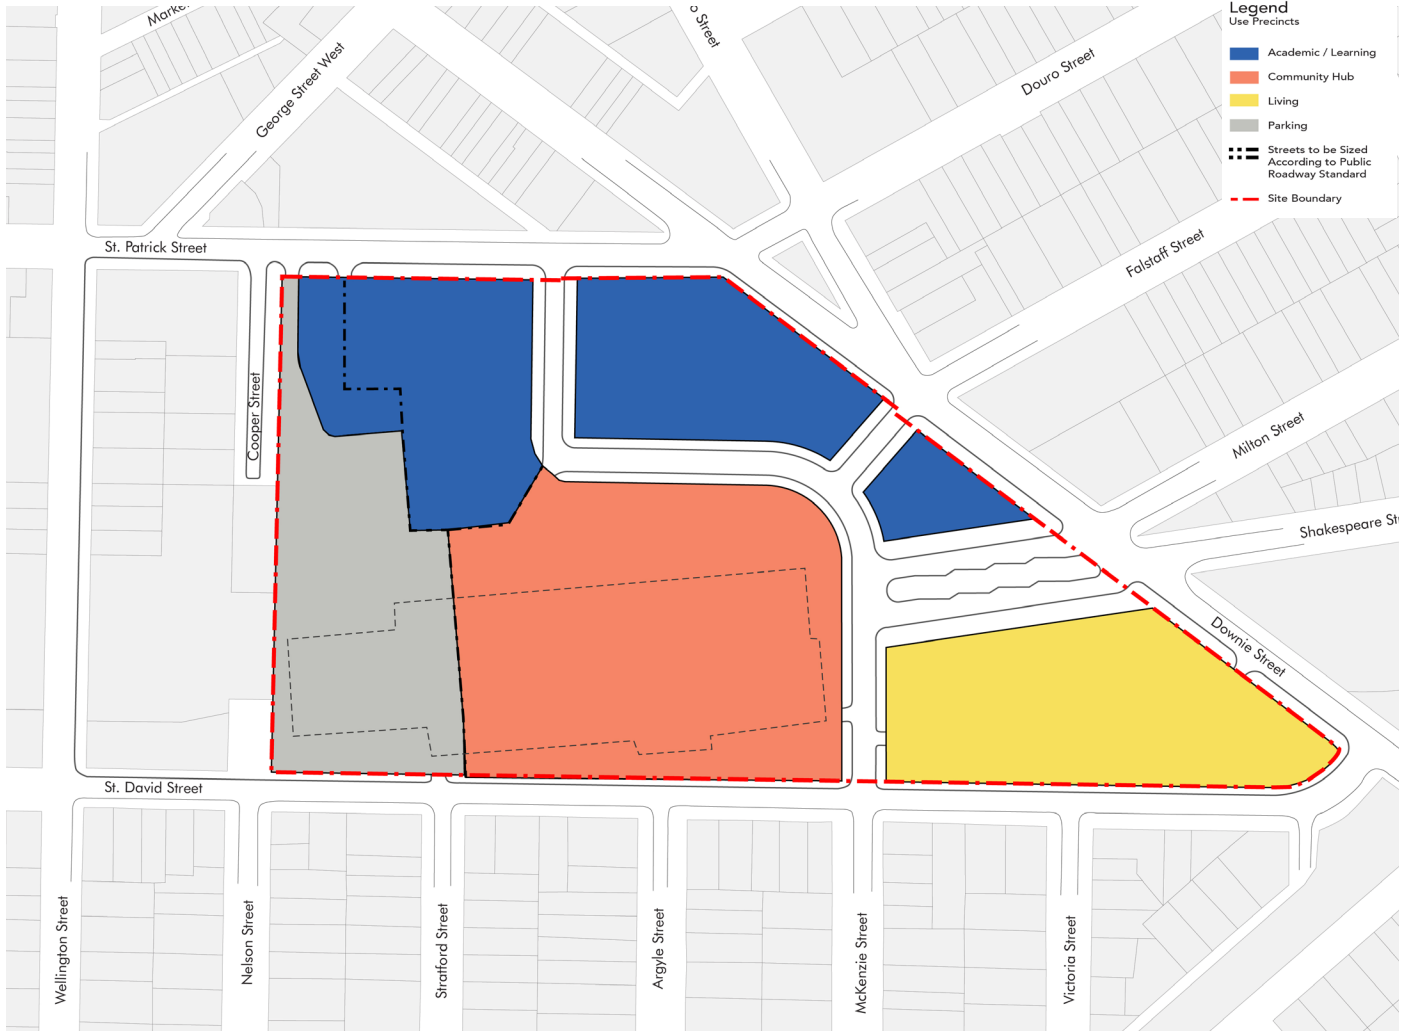 Legend
Use Precincts
Academic / Learning
Community Hub
Living
Parking
Streets to be Sized
According to Public
Roadway Standard
Site Boundary
George Street West
Street
Douro Street
Falstaff Street
Milton Street
Shakespeare
Downie Street
St. Patrick Street
Cooper Street
St. David Street
Wellington Street
Nelson Street
Stratford Street
Argyle Street
McKenzie Street
Victoria Street